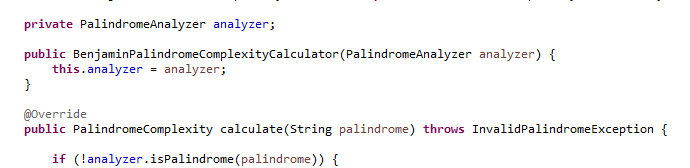 private PalindromeAnalyzer analyzer;
public BenjaminPalindromeComplexityCalculator(PalindromeAnalyzer analyzer) {
this.analyzer = analyzer;
}
@Override
public PalindromeComplexity calculate(String palindrome) throws InvalidPalindromeException {
if (!analyzer.isPalindrome(palindrome)) {